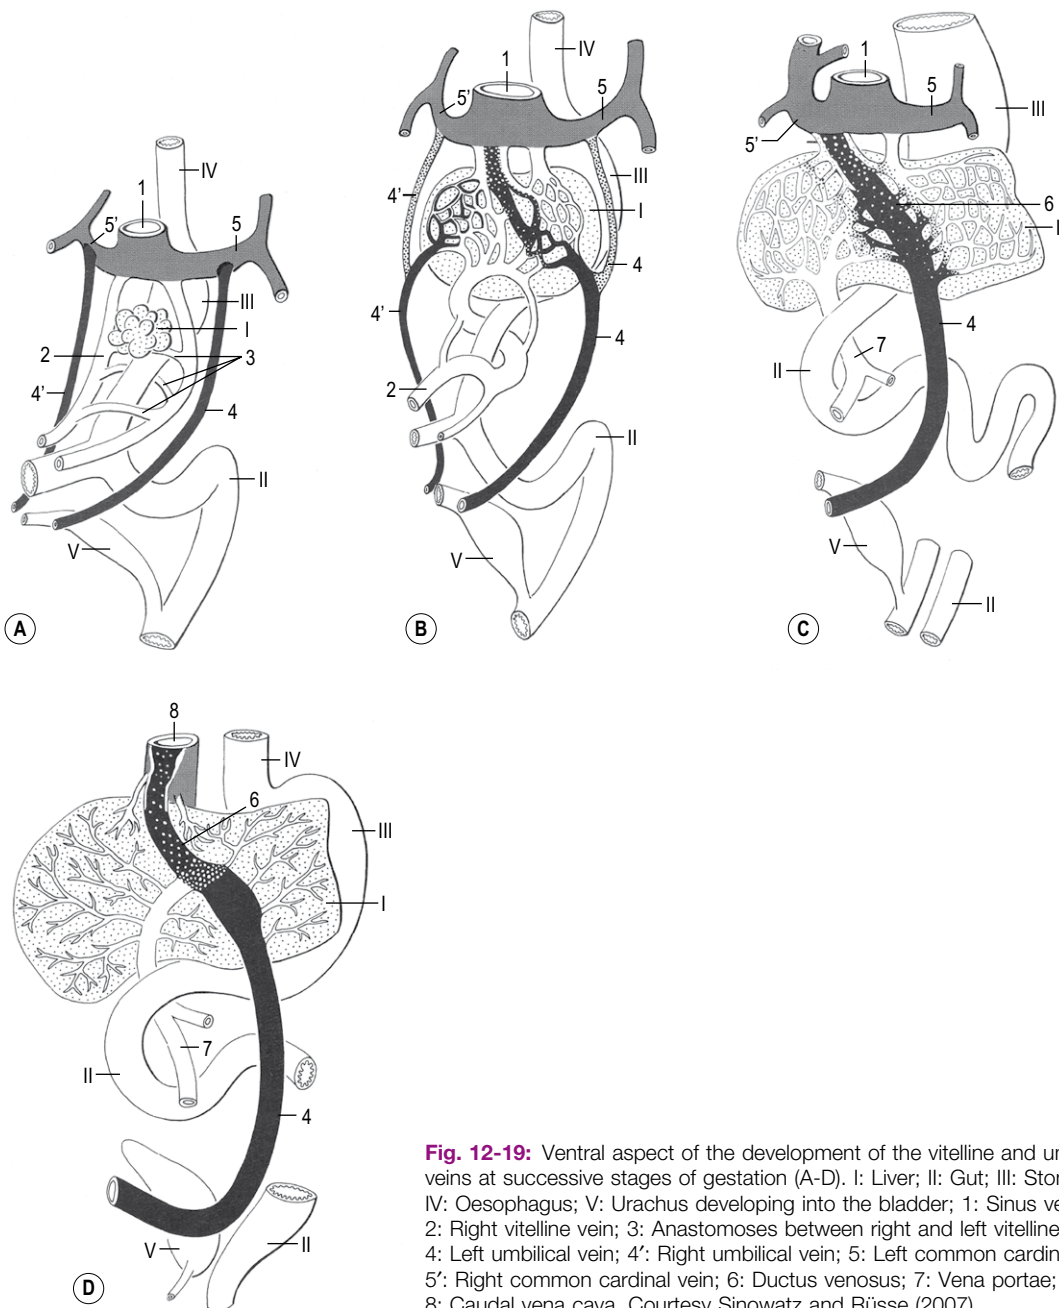 1
IV
5'
5
III
I
2
3
4'
4
II
V
A
1
IV
5'
5
III
4'
I
4
4'
4
2
II
V
B
1
5
III
5'
6
I
4
7
II
V
II
C
8
IV
6
III
I
7
II
4
V
II
D
Fig. 12-19: Ventral aspect of the development of the vitelline and
veins at successive stages of gestation (A-D). I: Liver; II: Gut; III:
IV: Oesophagus; V: Urachus developing into the bladder; 1: Sinus
2: Right vitelline vein; 3: Anastomoses between right and left vitelline
4: Left umbilical vein; 4′: Right umbilical vein; 5: Left common
5′: Right common cardinal vein; 6: Ductus venosus; 7: Vena portae;
8: Caudal vena cava. Courtesy Sinowatz and Rüsse (2007).